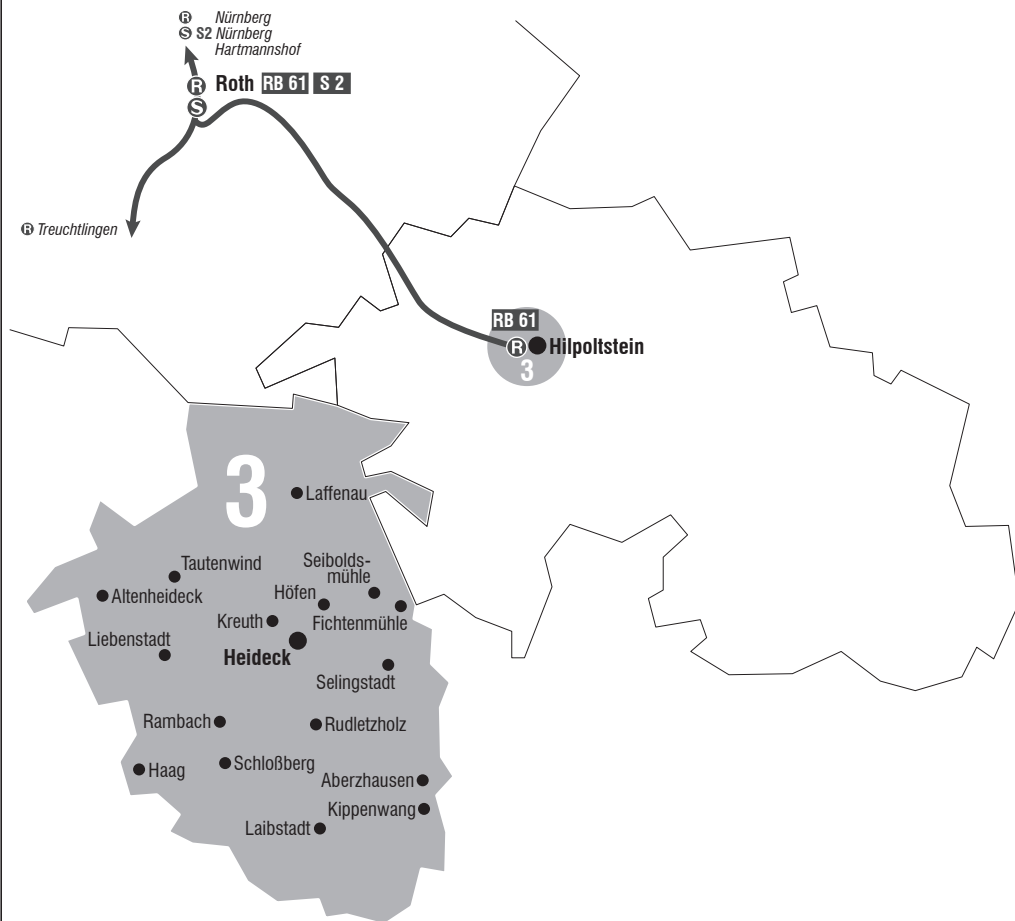 R Nürnberg
S S2 Nürnberg
Hartmannshof
R Roth RB 61 S 2
S
R Treuchtlingen
RB 61
R Hilpoltstein
3
3
Laffenau
Tautenwind
Seibolds-
mühle
Altenheideck
Höfen
Kreuth
Fichtenmühle
Liebenstadt
Heideck
Selingstadt
Rambach
Rudletzholz
Haag
Schloßberg
Aberzhausen
Kippenwang
Laibstadt